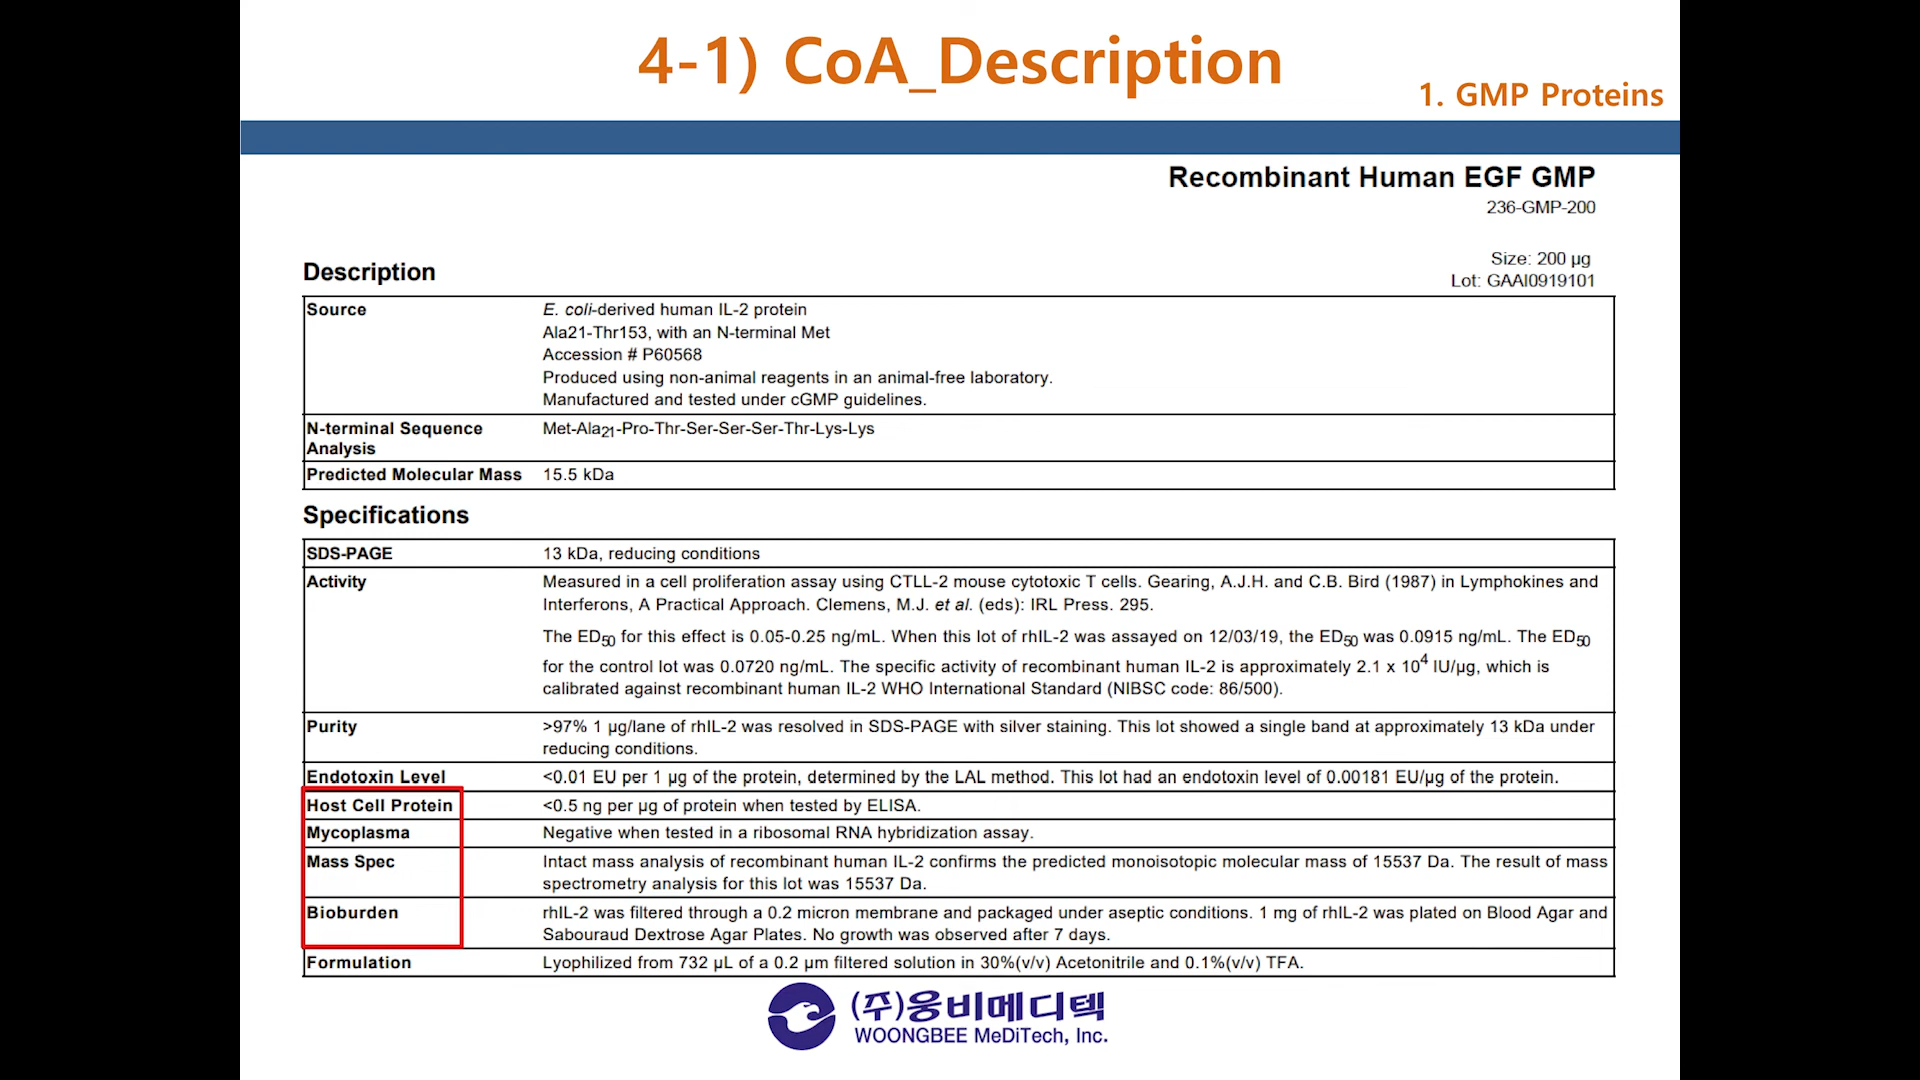 4-1) CoA_Description
1. GMP Proteins
Recombinant Human EGF GMP
236-GMP-200
Size: 200 µg
Lot: GAAI0919101
Description
Source
E. coli-derived human IL-2 protein
Ala21-Thr153, with an N-terminal Met
Accession # P60568
Produced using non-animal reagents in an animal-free laboratory.
Manufactured and tested under cGMP guidelines.
N-terminal Sequence
Analysis
Met-Ala21-Pro-Thr-Ser-Ser-Ser-Thr-Lys-Lys
Predicted Molecular Mass 15.5 kDa
Specifications
SDS-PAGE 13 kDa, reducing conditions
Activity
Measured in a cell proliferation assay using CTLL-2 mouse cytotoxic T cells. Gearing, A.J.H. and C.B. Bird (1987) in Lymphokines and
Interferons, A Practical Approach. Clemens, M.J. et al. (eds): IRL Press. 295.
The ED50 for this effect is 0.05-0.25 ng/mL. When this lot of rhIL-2 was assayed on 12/03/19, the ED50 was 0.0915 ng/mL. The ED50
for the control lot was 0.0720 ng/mL. The specific activity of recombinant human IL-2 is approximately 2.1 x 10^4 IU/µg, which is
calibrated against recombinant human IL-2 WHO International Standard (NIBSC code: 86/500).
Purity
>97% 1 µg/lane of rhIL-2 was resolved in SDS-PAGE with silver staining. This lot showed a single band at approximately 13 kDa under
reducing conditions.
Endotoxin Level <0.01 EU per 1 µg of the protein, determined by the LAL method. This lot had an endotoxin level of 0.00181 EU/µg of the protein.
Host Cell Protein <0.5 ng per µg of protein when tested by ELISA.
Mycoplasma Negative when tested in a ribosomal RNA hybridization assay.
Mass Spec
Intact mass analysis of recombinant human IL-2 confirms the predicted monoisotopic molecular mass of 15537 Da. The result of mass
spectrometry analysis for this lot was 15537 Da.
Bioburden
rhIL-2 was filtered through a 0.2 micron membrane and packaged under aseptic conditions. 1 mg of rhIL-2 was plated on Blood Agar and
Sabouraud Dextrose Agar Plates. No growth was observed after 7 days.
Formulation Lyophilized from 732 µL of a 0.2 µm filtered solution in 30%(v/v) Acetonitrile and 0.1%(v/v) TFA.
(주)웅비메디텍
WOONGBEE MeDiTech, Inc.